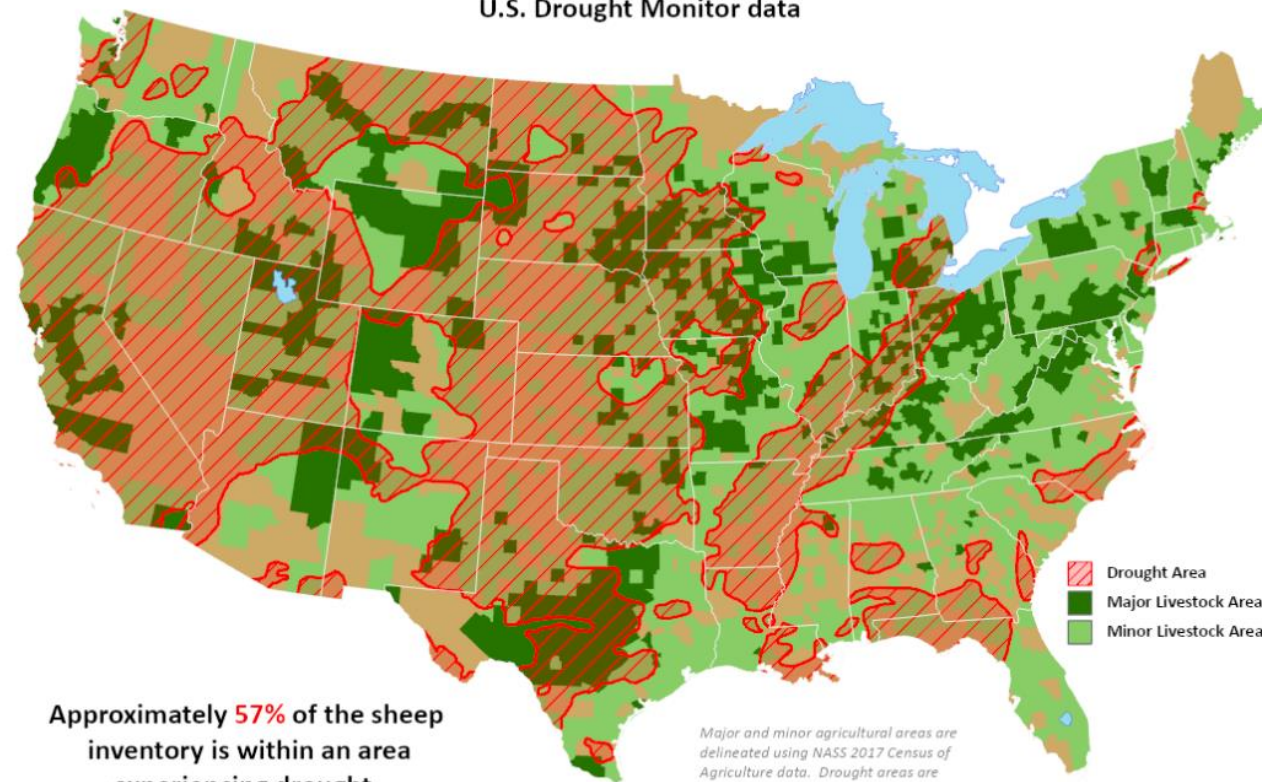 U.S. Drought Monitor data
Drought Area
Major Livestock Area
Minor Livestock Area
Approximately 57% of the sheep
inventory is within an area
experiencing drought
Major and minor agricultural areas are
delineated using NASS 2017 Census of
Agriculture data. Drought areas are